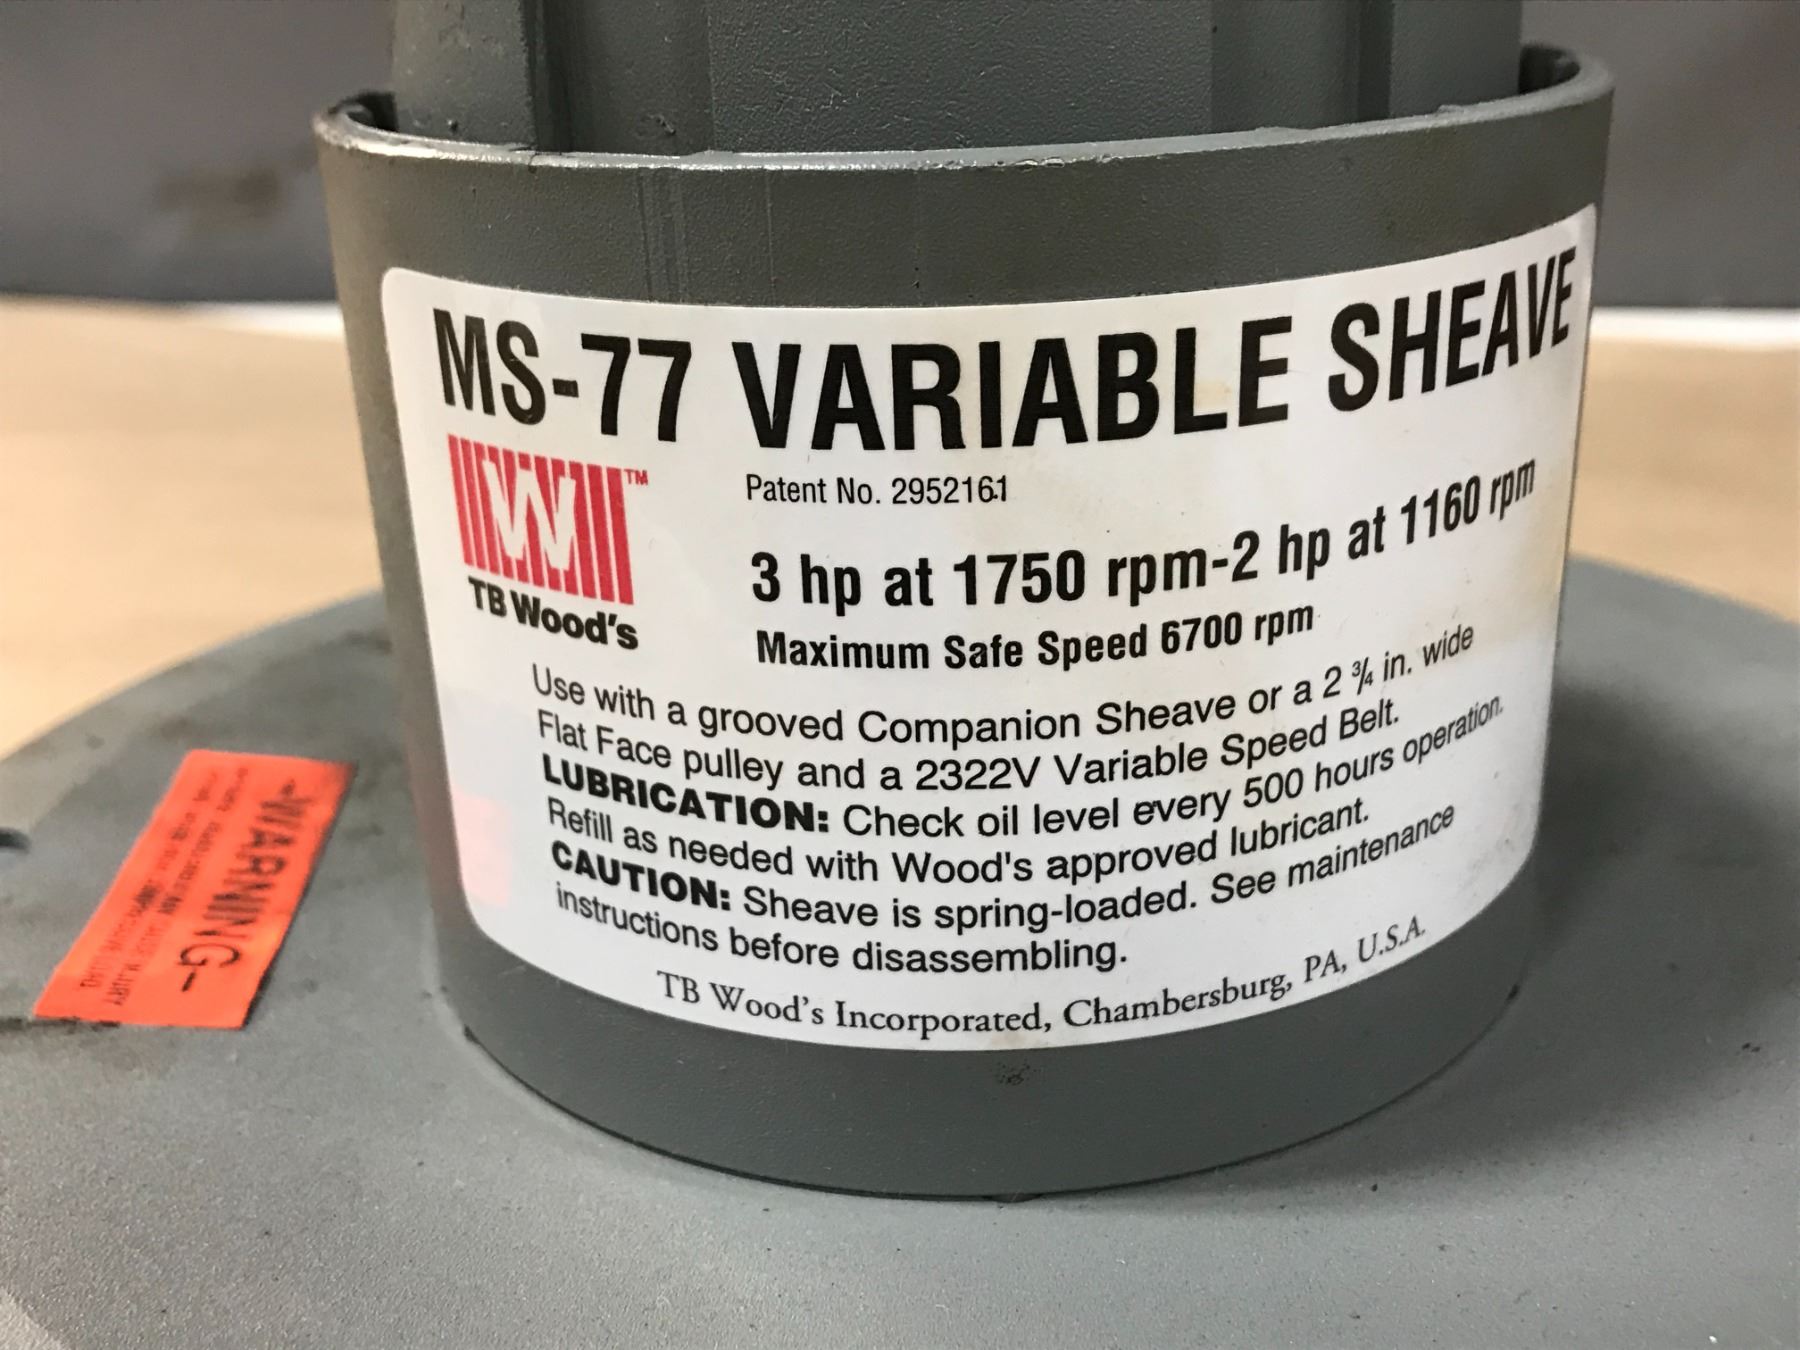 MS-77 VARIABLE SHEAVE
Patent No. 2952161
W™
TB Wood's
3 hp at 1750 rpm-2 hp at 1160 rpm
Maximum Safe Speed 6700 rpm
Use with a grooved Companion Sheave or a 2 ¾ in. wide
Flat Face pulley and a 2322V Variable Speed Belt.
LUBRICATION: Check oil level every 500 hours operation.
Refill as needed with Wood's approved lubricant.
CAUTION: Sheave is spring-loaded. See maintenance
instructions before disassembling.
TB Wood's Incorporated, Chambersburg, PA, U.S.A.
-WARNING-